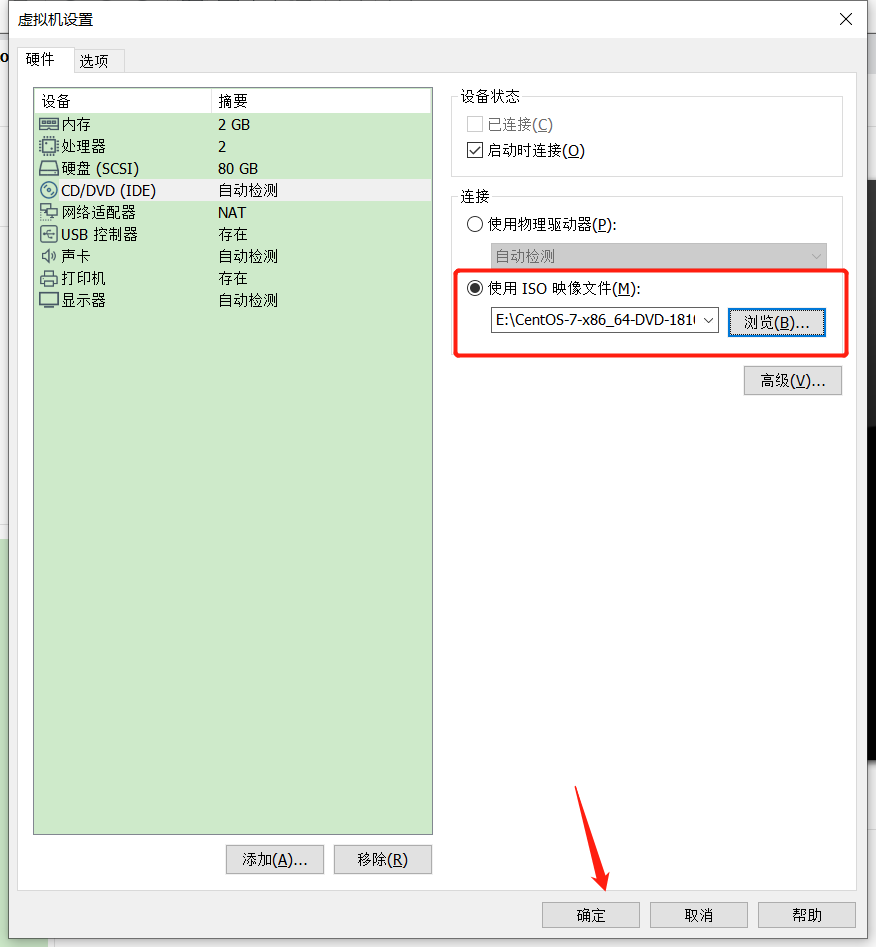 虚拟机设置
硬件 选项
设备 摘要
内存 2 GB
处理器 2
硬盘 (SCSI) 80 GB
CD/DVD (IDE) 自动检测
网络适配器 NAT
USB 控制器 存在
声卡 自动检测
打印机 存在
显示器 自动检测
添加(A)... 移除(R)
设备状态
已连接(C)
启动时连接(O)
连接
使用物理驱动器(P):
自动检测
使用 ISO 映像文件(M):
E:\CentOS-7-x86_64-DVD-181 浏览(B)...
高级(V)...
确定 取消 帮助